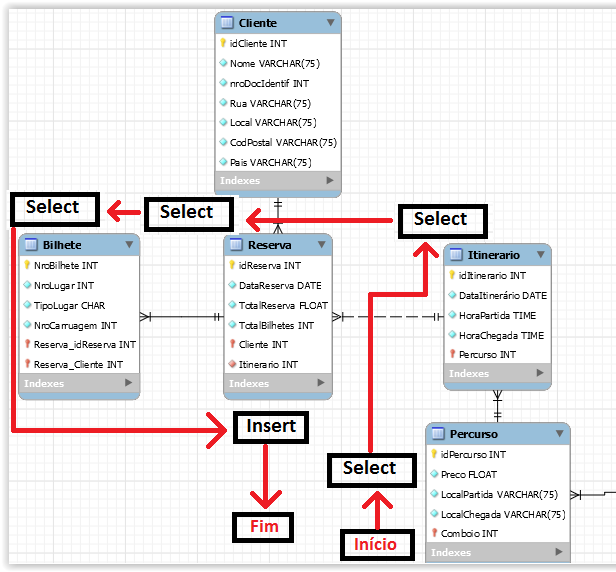 Cliente
idCliente INT
Nome VARCHAR(75)
nroDocIdentif INT
Rua VARCHAR(75)
Local VARCHAR(75)
CodPostal VARCHAR(75)
Pais VARCHAR(75)
Indexes
Select
Select
Select
Bilhete
NroBilhete INT
NroLugar INT
TipoLugar CHAR
NroCarruagem INT
Reserva_idReserva INT
Reserva_Cliente INT
Indexes
Reserva
idReserva INT
DataReserva DATE
TotalReserva FLOAT
TotalBilhetes INT
Cliente INT
Itinerario INT
Indexes
Itinerario
idItinerario INT
DataItinerário DATE
HoraPartida TIME
HoraChegada TIME
Percurso INT
Indexes
Insert
Select
Fim
Início
Percurso
idPercurso INT
Preco FLOAT
LocalPartida VARCHAR(75)
LocalChegada VARCHAR(75)
Comboio INT
Indexes